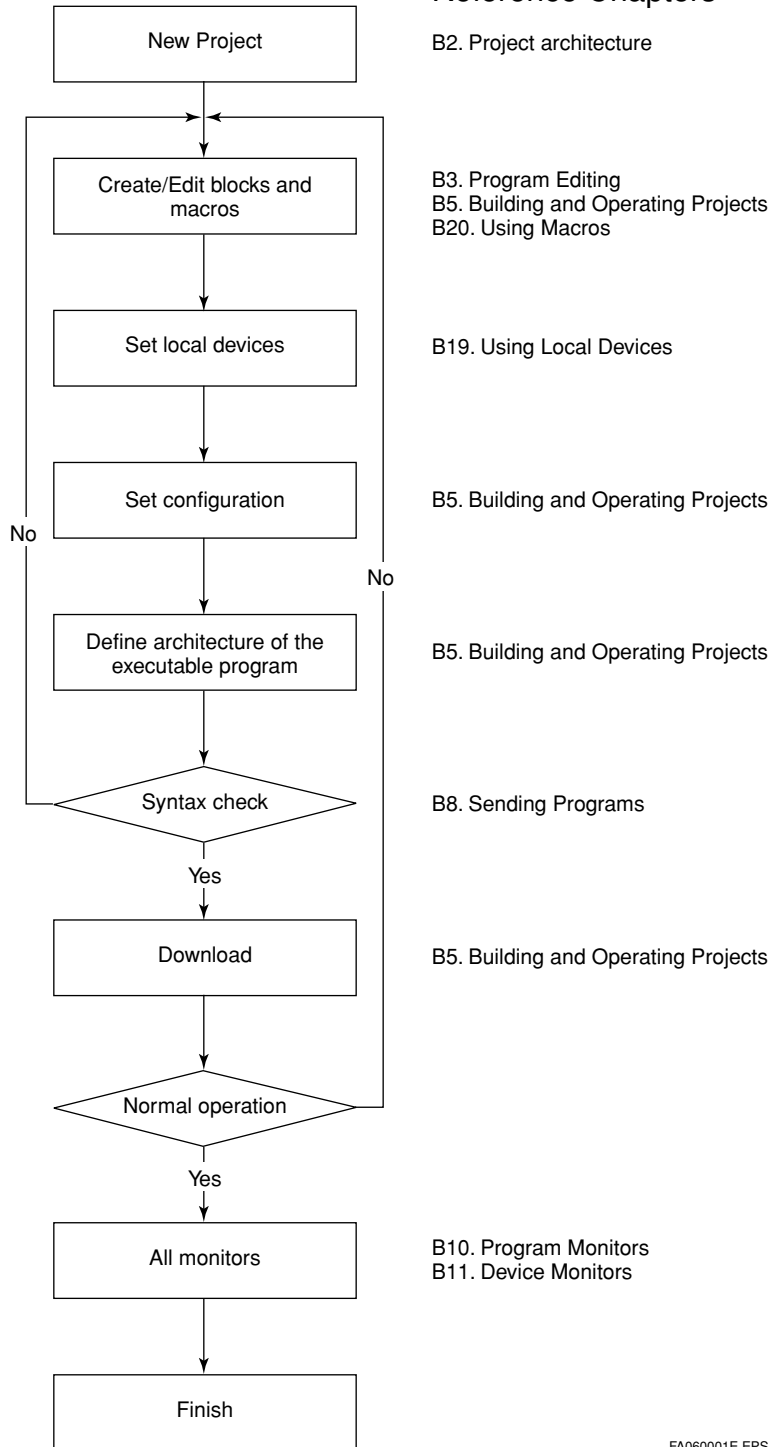 Reference Chapters
New Project
B2. Project architecture
Create/Edit blocks and
macros
B3. Program Editing
B5. Building and Operating Projects
B20. Using Macros
Set local devices
B19. Using Local Devices
Set configuration
B5. Building and Operating Projects
No
No
Define architecture of the
executable program
B5. Building and Operating Projects
Syntax check
B8. Sending Programs
Yes
Download
B5. Building and Operating Projects
Normal operation
Yes
All monitors
B10. Program Monitors
B11. Device Monitors
Finish
FA060001E.EPS